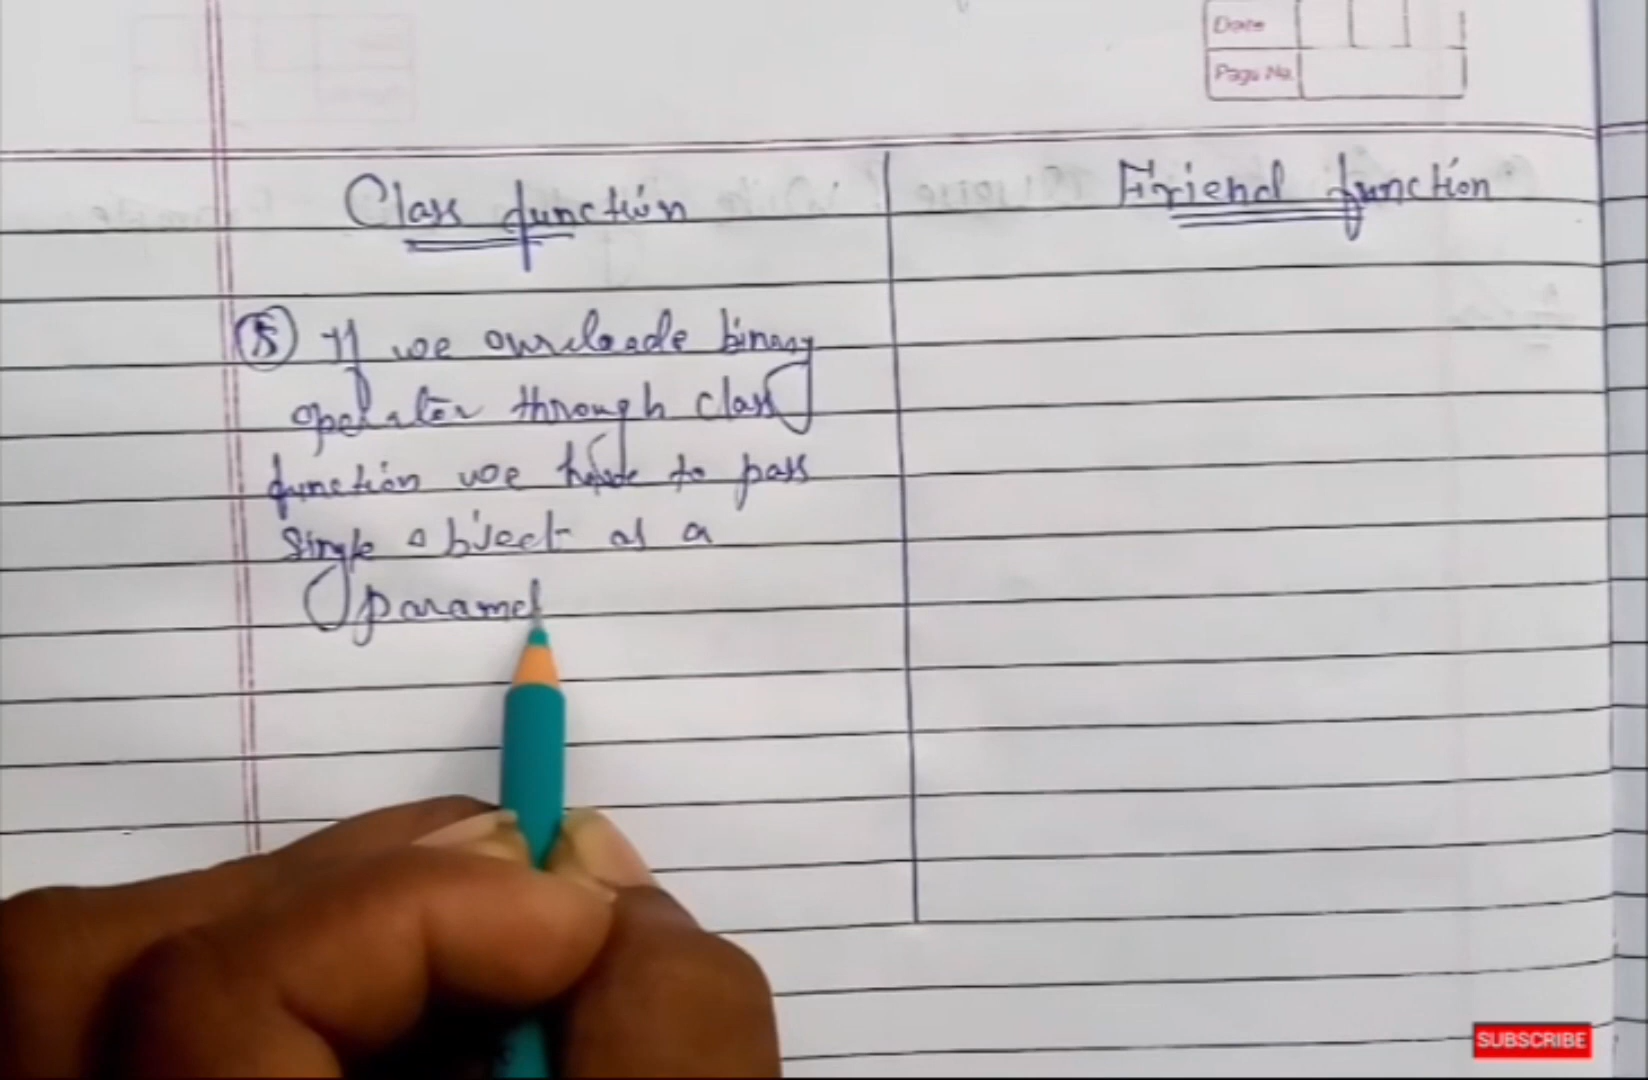 Date
Page No.
Class function
Friend function
5 If we overloade binary
operator through class
function we have to pass
single object as a
paramet
SUBSCRIBE